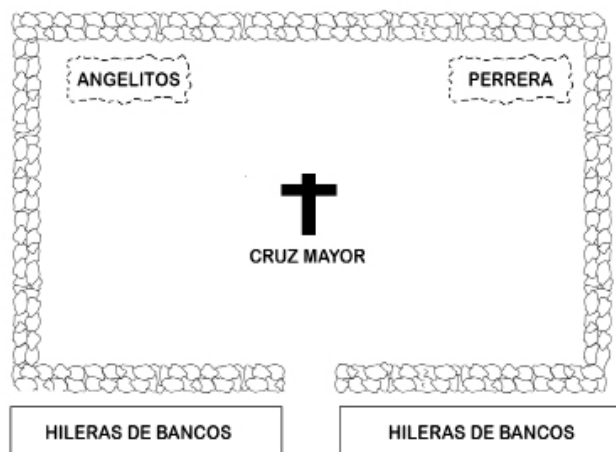 ANGELITOS
PERRERA
CRUZ MAYOR
HILERAS DE BANCOS
HILERAS DE BANCOS